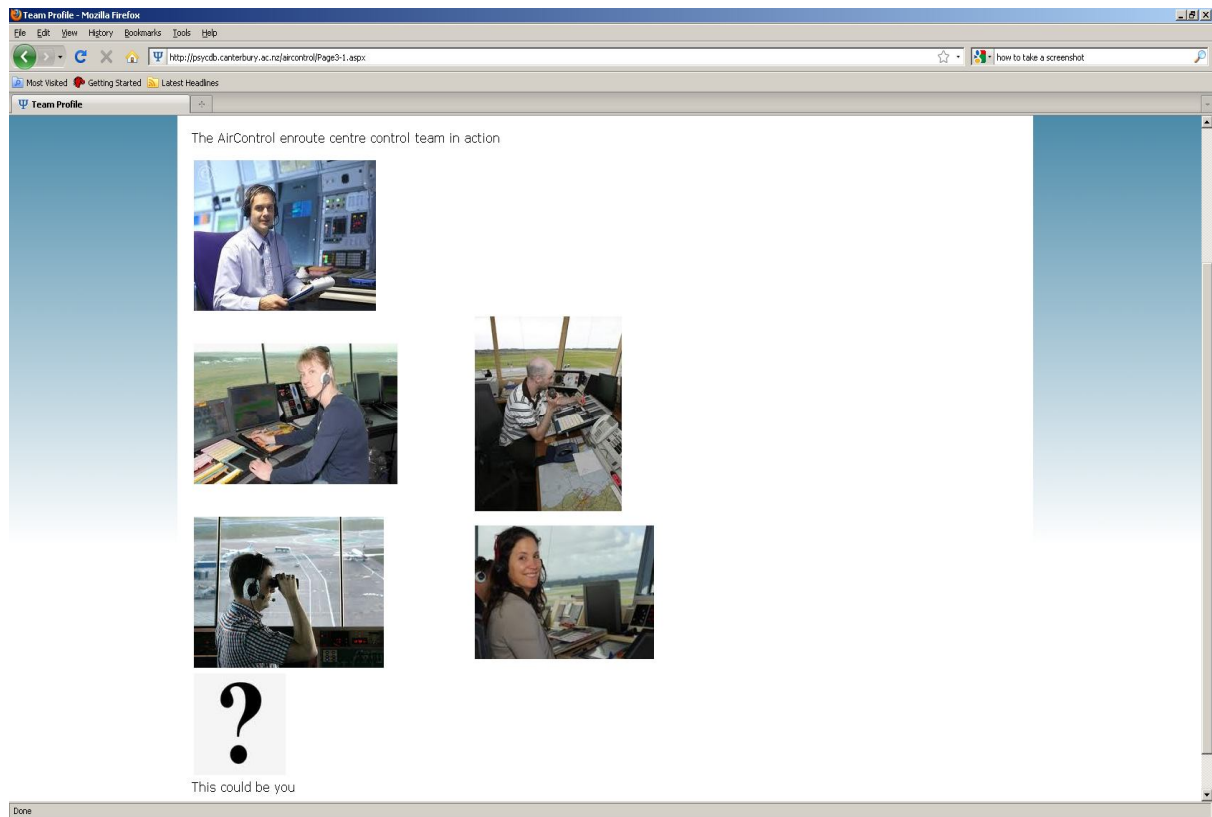 Team Profile - Mozilla Firefox
File Edit View History Bookmarks Tools Help
http://psycdb.canterbury.ac.nz/aircontrol/Page3-1.aspx
how to take a screenshot
Most Visited Getting Started Latest Headlines
Ψ Team Profile
The AirControl enroute centre control team in action
?
This could be you
Done